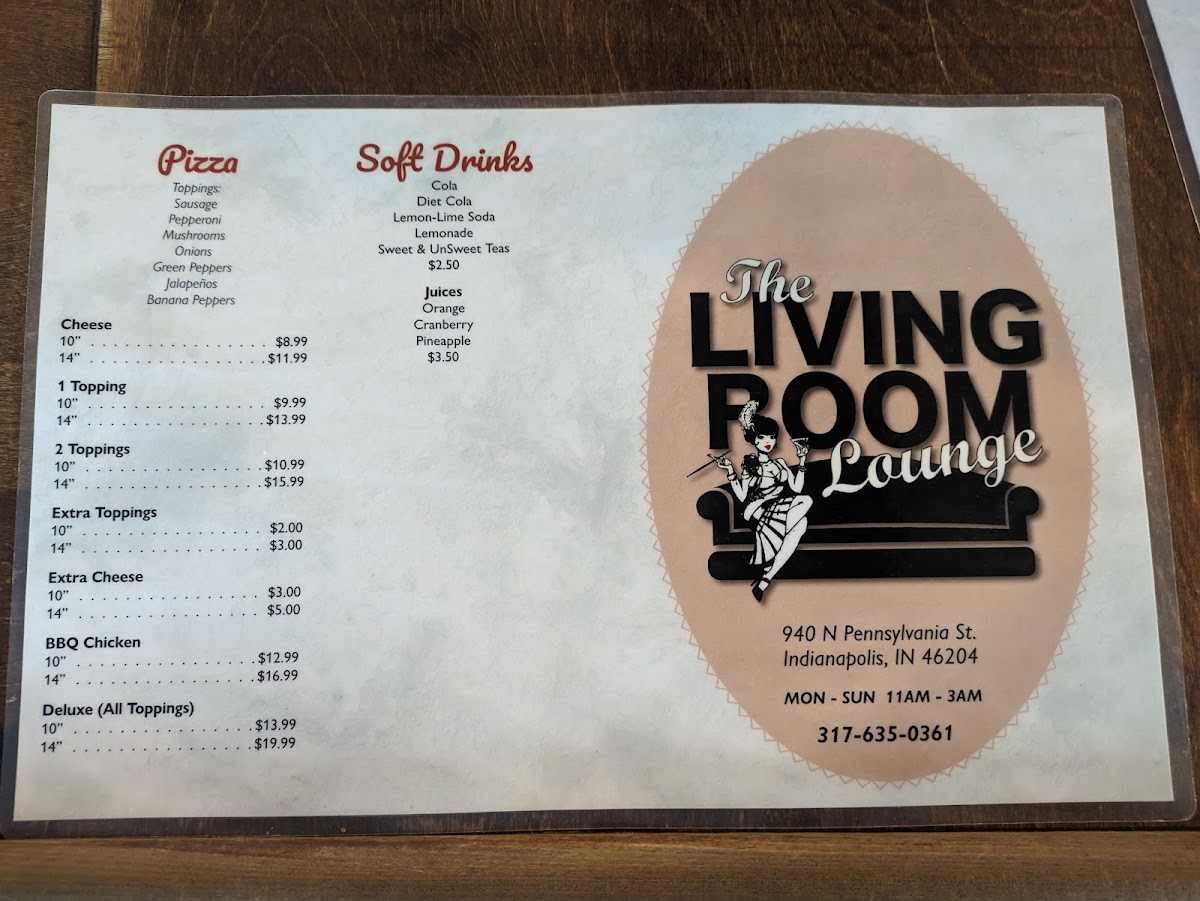 Pizza
Toppings:
Sausage
Pepperoni
Mushrooms
Onions
Green Peppers
Jalapeños
Banana Peppers
Cheese
10” . . . . . . . . . . . . . . . . . . $8.99
14” . . . . . . . . . . . . . . . . . . $11.99
1 Topping
10” . . . . . . . . . . . . . . . . . . $9.99
14” . . . . . . . . . . . . . . . . . . $13.99
2 Toppings
10” . . . . . . . . . . . . . . . . . . $10.99
14” . . . . . . . . . . . . . . . . . . $15.99
Extra Toppings
10” . . . . . . . . . . . . . . . . . . $2.00
14” . . . . . . . . . . . . . . . . . . $3.00
Extra Cheese
10” . . . . . . . . . . . . . . . . . . $3.00
14” . . . . . . . . . . . . . . . . . . $5.00
BBQ Chicken
10” . . . . . . . . . . . . . . . . . . $12.99
14” . . . . . . . . . . . . . . . . . . $16.99
Deluxe (All Toppings)
10” . . . . . . . . . . . . . . . . . . $13.99
14” . . . . . . . . . . . . . . . . . . $19.99
Soft Drinks
Cola
Diet Cola
Lemon-Lime Soda
Lemonade
Sweet & UnSweet Teas
$2.50
Juices
Orange
Cranberry
Pineapple
$3.50
The
LIVING
ROOM
Lounge
940 N Pennsylvania St.
Indianapolis, IN 46204
MON - SUN 11AM - 3AM
317-635-0361